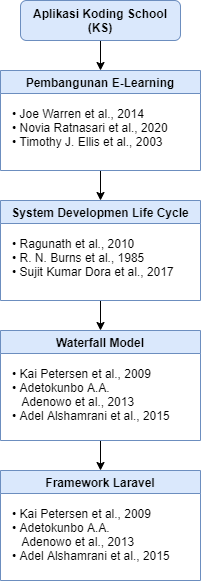 Aplikasi Koding School
(KS)
Pembangunan E-Learning
• Joe Warren et al., 2014
• Novia Ratnasari et al., 2020
• Timothy J. Ellis et al., 2003
System Developmen Life Cycle
• Ragunath et al., 2010
• R. N. Burns et al., 1985
• Sujit Kumar Dora et al., 2017
Waterfall Model
• Kai Petersen et al., 2009
• Adetokunbo A.A.
Adenowo et al., 2013
• Adel Alshamrani et al., 2015
Framework Laravel
• Kai Petersen et al., 2009
• Adetokunbo A.A.
Adenowo et al., 2013
• Adel Alshamrani et al., 2015